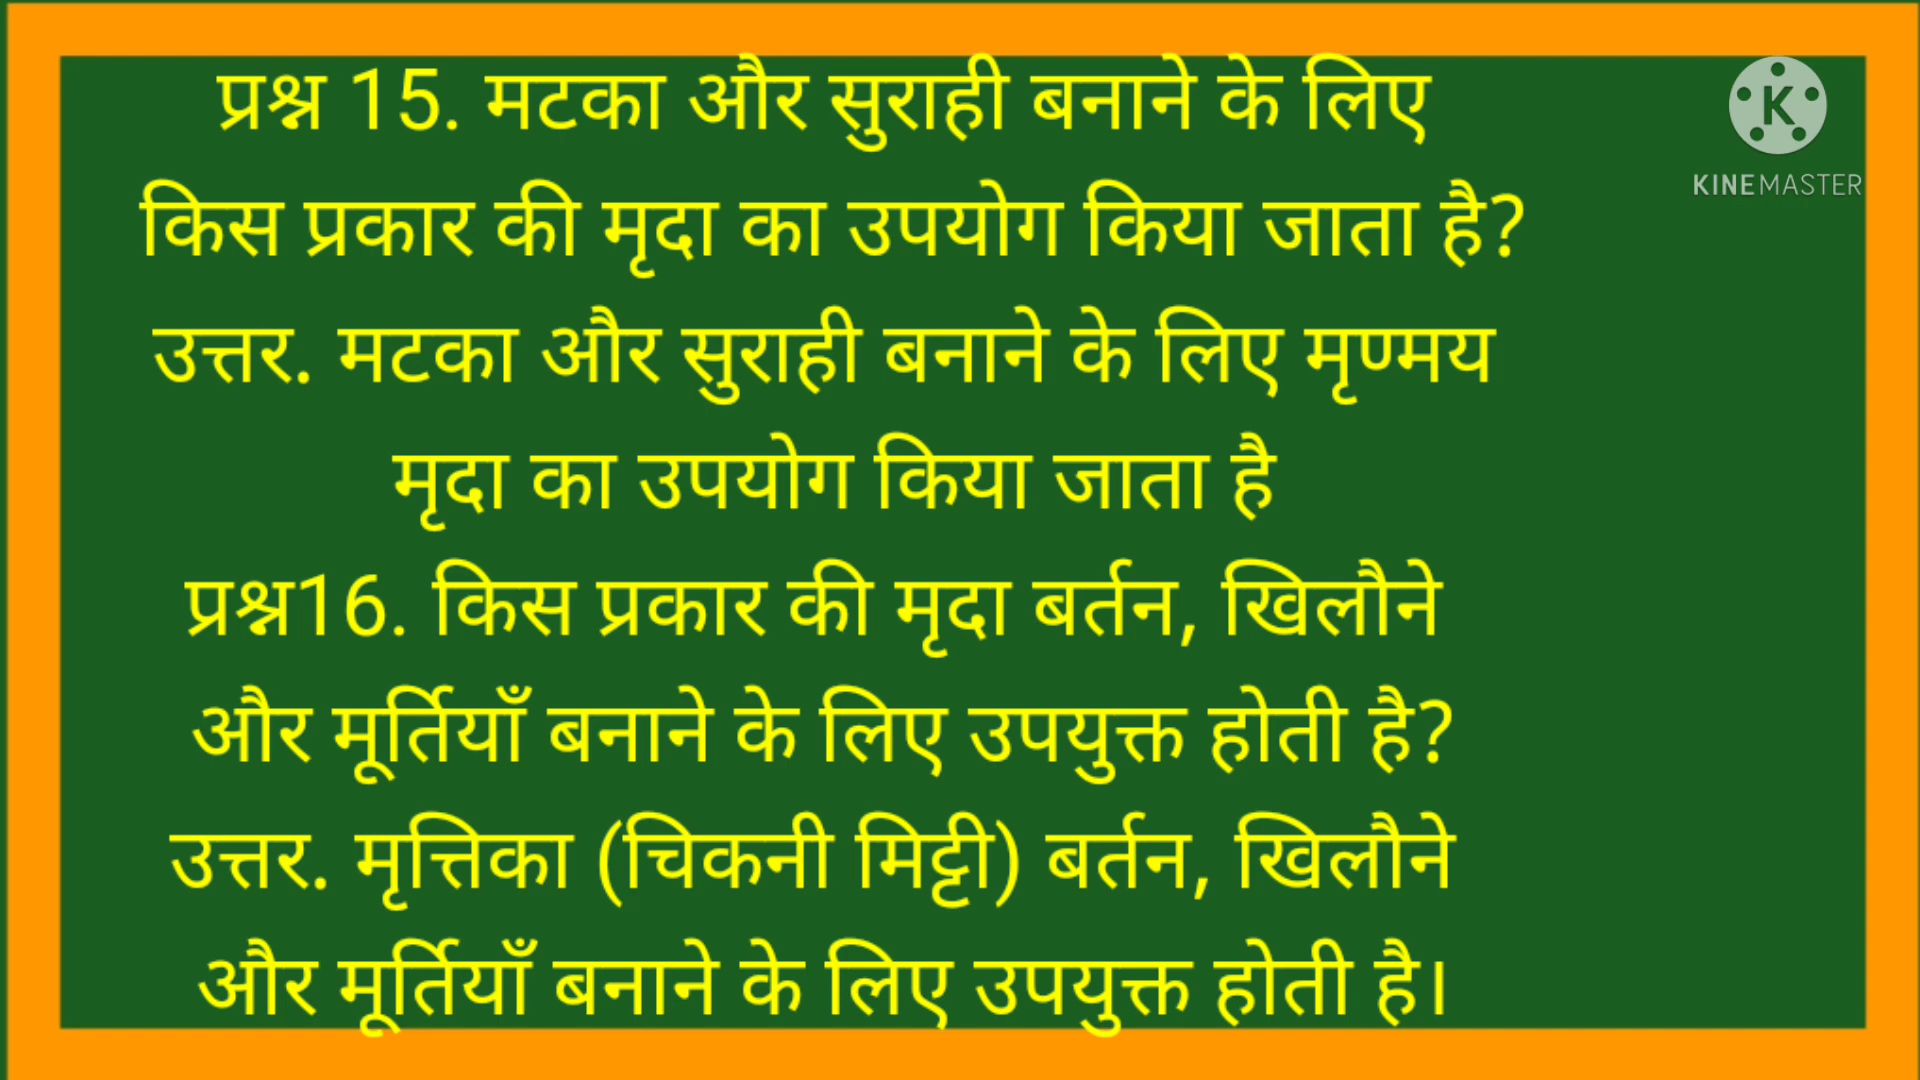 प्रश्न 15. मटका और सुराही बनाने के लिए
किस प्रकार की मृदा का उपयोग किया जाता है?
उत्तर. मटका और सुराही बनाने के लिए मृण्मय
मृदा का उपयोग किया जाता है
प्रश्न16. किस प्रकार की मृदा बर्तन, खिलौने
और मूर्तियाँ बनाने के लिए उपयुक्त होती है?
उत्तर. मृत्तिका (चिकनी मिट्टी) बर्तन, खिलौने
और मूर्तियाँ बनाने के लिए उपयुक्त होती है।
K
KINEMASTER